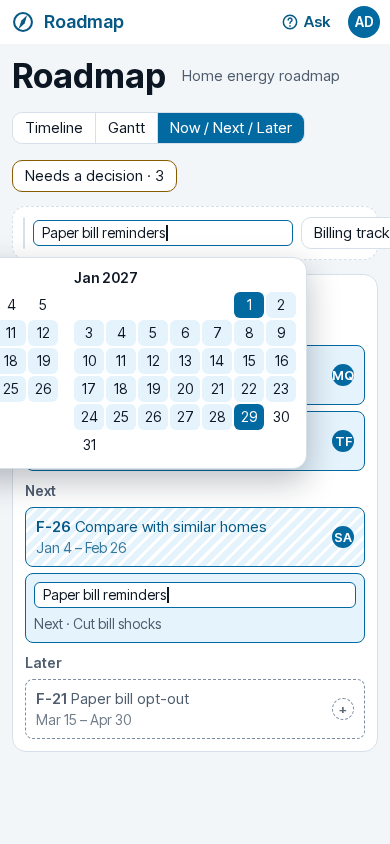 Roadmap
Ask
AD
Roadmap
Home energy roadmap
Timeline
Gantt
Now / Next / Later
Needs a decision · 3
Paper bill reminders
Billing track
Jan 2027
4 5 1 2
11 12 3 4 5 6 7 8 9
18 19 10 11 12 13 14 15 16
25 26 17 18 19 20 21 22 23
24 25 26 27 28 29 30
31
MO
TF
Next
F-26 Compare with similar homes
Jan 4 – Feb 26
SA
Paper bill reminders
Next · Cut bill shocks
Later
F-21 Paper bill opt-out
Mar 15 – Apr 30
+